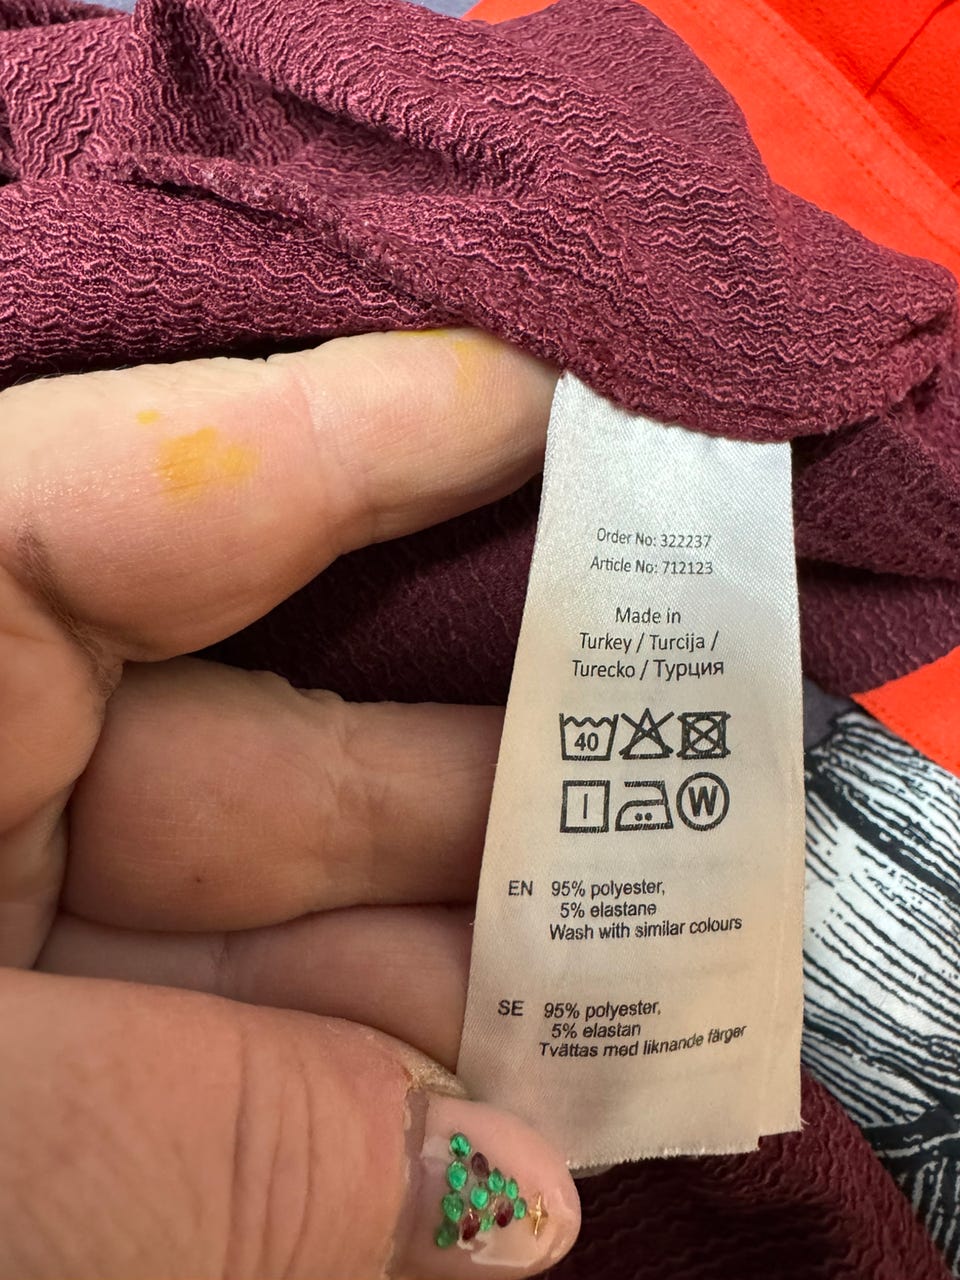 Order No: 322237
Article No: 712123
Made in
Turkey / Turcija /
Turecko / Турция
40
W
EN 95% polyester,
5% elastane
Wash with similar colours
SE 95% polyester,
5% elastan
Tvättas med liknande färger